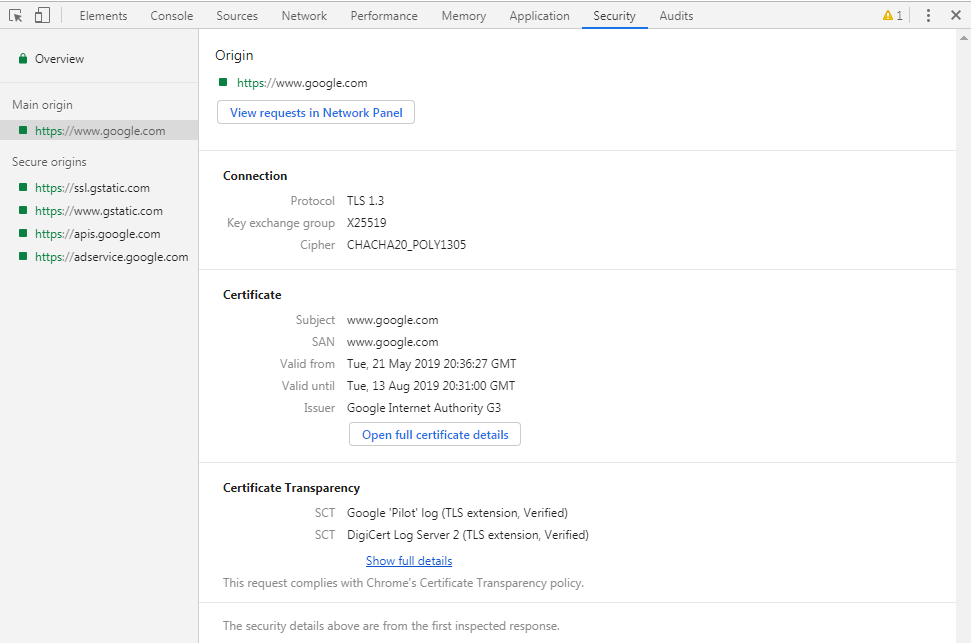 Elements Console Sources Network Performance Memory Application Security Audits 1
Overview
Main origin
https://www.google.com
Secure origins
https://ssl.gstatic.com
https://www.gstatic.com
https://apis.google.com
https://adservice.google.com
Origin
https://www.google.com
View requests in Network Panel
Connection
Protocol TLS 1.3
Key exchange group X25519
Cipher CHACHA20_POLY1305
Certificate
Subject www.google.com
SAN www.google.com
Valid from Tue, 21 May 2019 20:36:27 GMT
Valid until Tue, 13 Aug 2019 20:31:00 GMT
Issuer Google Internet Authority G3
Open full certificate details
Certificate Transparency
SCT Google 'Pilot' log (TLS extension, Verified)
SCT DigiCert Log Server 2 (TLS extension, Verified)
Show full details
This request complies with Chrome's Certificate Transparency policy.
The security details above are from the first inspected response.